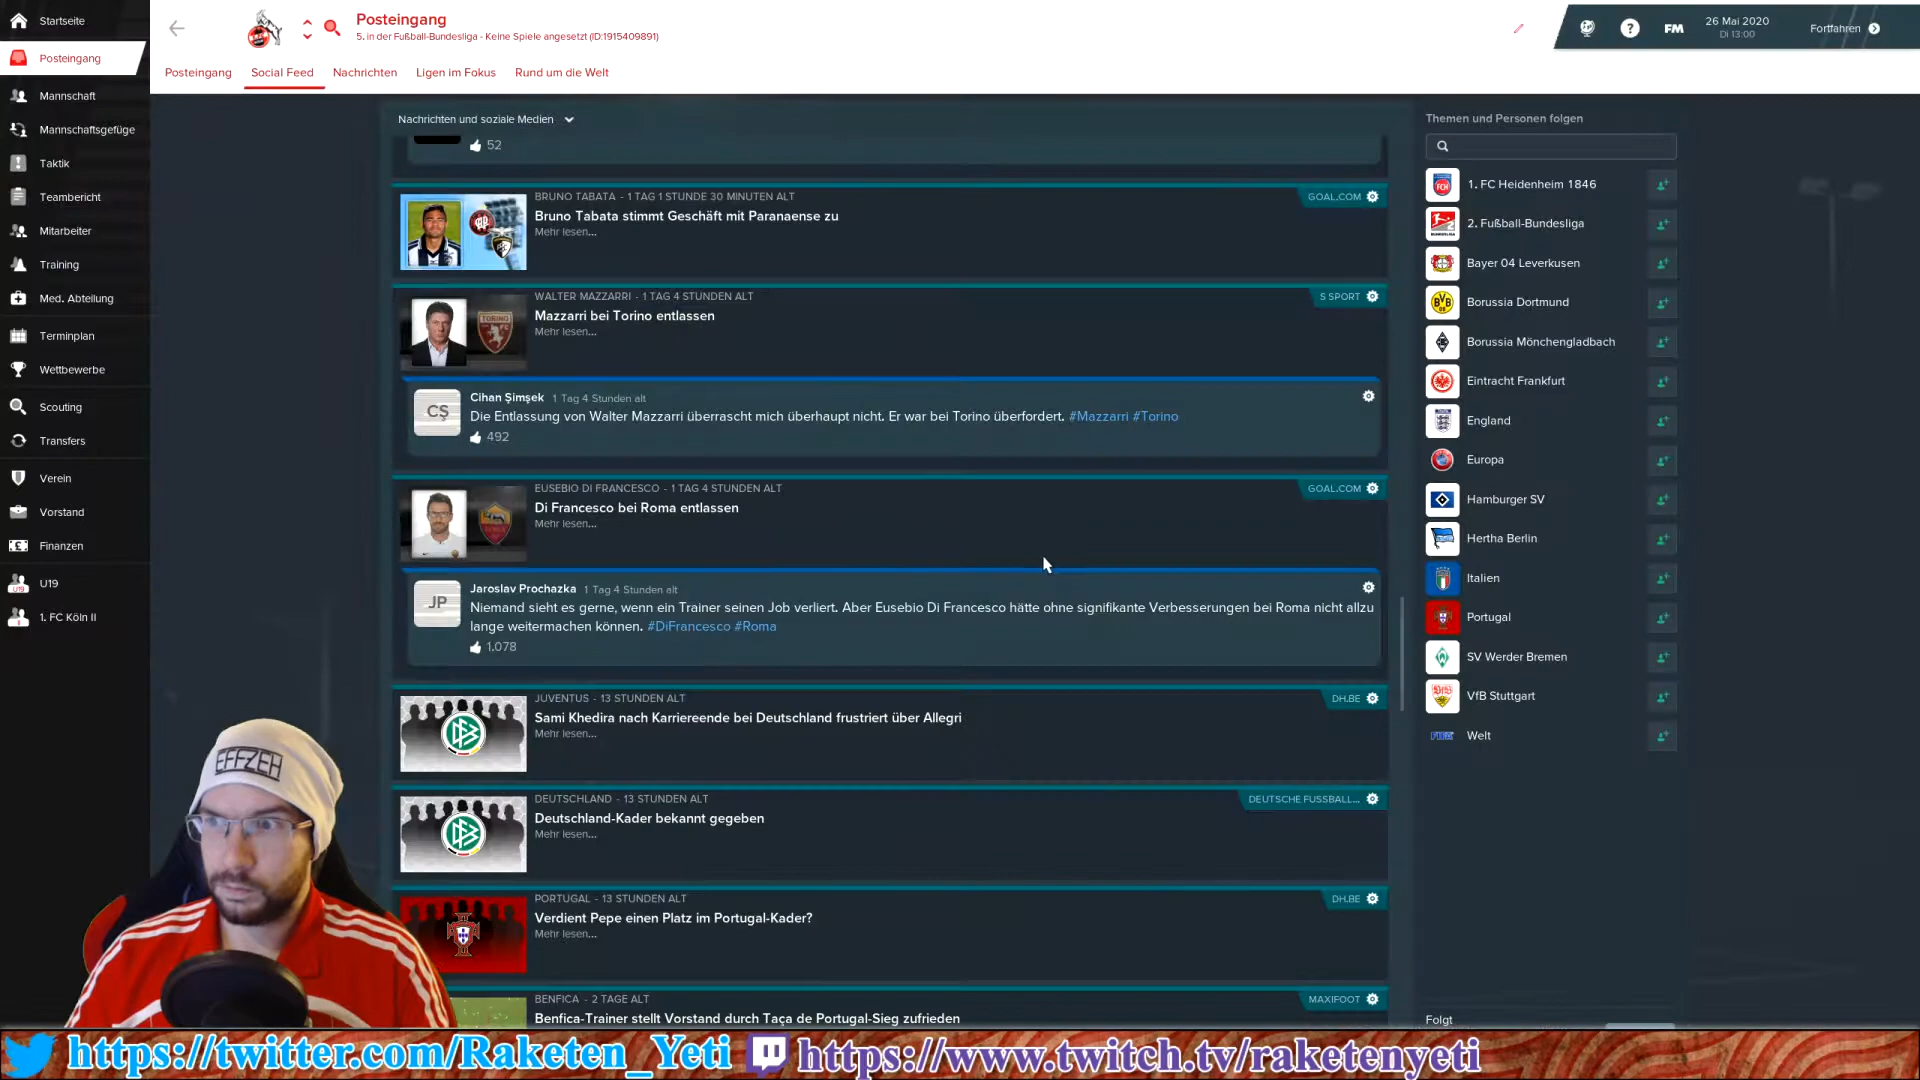 Startseite
Posteingang
Mannschaft
Mannschaftsgefüge
Taktik
Teambericht
Mitarbeiter
Training
Med. Abteilung
Terminplan
Wettbewerbe
Scouting
Transfers
Verein
Vorstand
Finanzen
U19
1. FC Köln II
Posteingang
5. in der Fußball-Bundesliga - Keine Spiele angesetzt (ID:1915409891)
FM
26 Mai 2020
Di 13:00
Fortfahren
Posteingang Social Feed Nachrichten Ligen im Fokus Rund um die Welt
Nachrichten und soziale Medien
52
BRUNO TABATA - 1 TAG 1 STUNDE 30 MINUTEN ALT
GOAL.COM
Bruno Tabata stimmt Geschäft mit Paranaense zu
Mehr lesen...
WALTER MAZZARRI - 1 TAG 4 STUNDEN ALT
S SPORT
Mazzarri bei Torino entlassen
Mehr lesen...
CŞ
Cihan Şimşek 1 Tag 4 Stunden alt
Die Entlassung von Walter Mazzarri überrascht mich überhaupt nicht. Er war bei Torino überfordert. #Mazzarri #Torino
492
EUSEBIO DI FRANCESCO - 1 TAG 4 STUNDEN ALT
GOAL.COM
Di Francesco bei Roma entlassen
Mehr lesen...
JP
Jaroslav Prochazka 1 Tag 4 Stunden alt
Niemand sieht es gerne, wenn ein Trainer seinen Job verliert. Aber Eusebio Di Francesco hätte ohne signifikante Verbesserungen bei Roma nicht allzu
lange weitermachen können. #DiFrancesco #Roma
1,078
JUVENTUS - 13 STUNDEN ALT
DH.BE
Sami Khedira nach Karriereende bei Deutschland frustriert über Allegri
Mehr lesen...
DEUTSCHLAND - 13 STUNDEN ALT
DEUTSCHE FUSSBALL...
Deutschland-Kader bekannt gegeben
Mehr lesen...
PORTUGAL - 13 STUNDEN ALT
DH.BE
Verdient Pepe einen Platz im Portugal-Kader?
Mehr lesen...
BENFICA - 2 TAGE ALT
MAXIFOOT
Benfica-Trainer stellt Vorstand durch Taça de Portugal-Sieg zufrieden
Themen und Personen folgen
1. FC Heidenheim 1846
2. Fußball-Bundesliga
Bayer 04 Leverkusen
Borussia Dortmund
Borussia Mönchengladbach
Eintracht Frankfurt
England
Europa
Hamburger SV
Hertha Berlin
Italien
Portugal
SV Werder Bremen
VfB Stuttgart
Welt
Folgt
EFFZEH
https://twitter.com/Raketen_Yeti
https://www.twitch.tv/raketenyeti